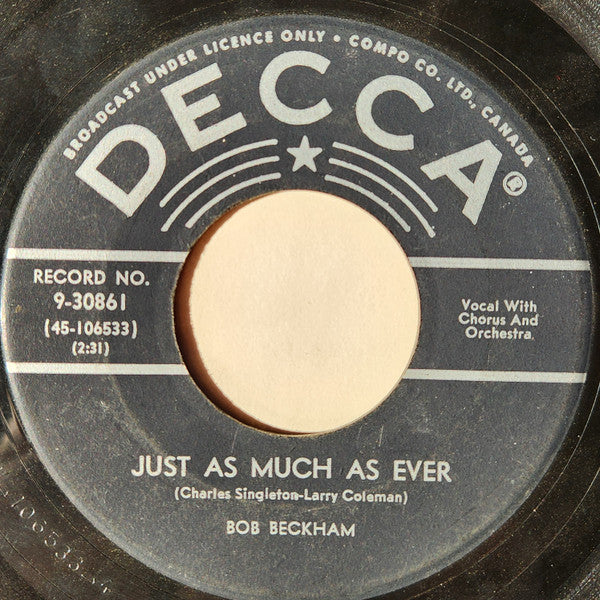 BROADCAST UNDER LICENCE ONLY • COMPO CO. LTD., CANADA
DECCA®
RECORD NO.
9-30861
(45-106533)
(2:31)
Vocal With
Chorus And
Orchestra
JUST AS MUCH AS EVER
(Charles Singleton-Larry Coleman)
BOB BECKHAM